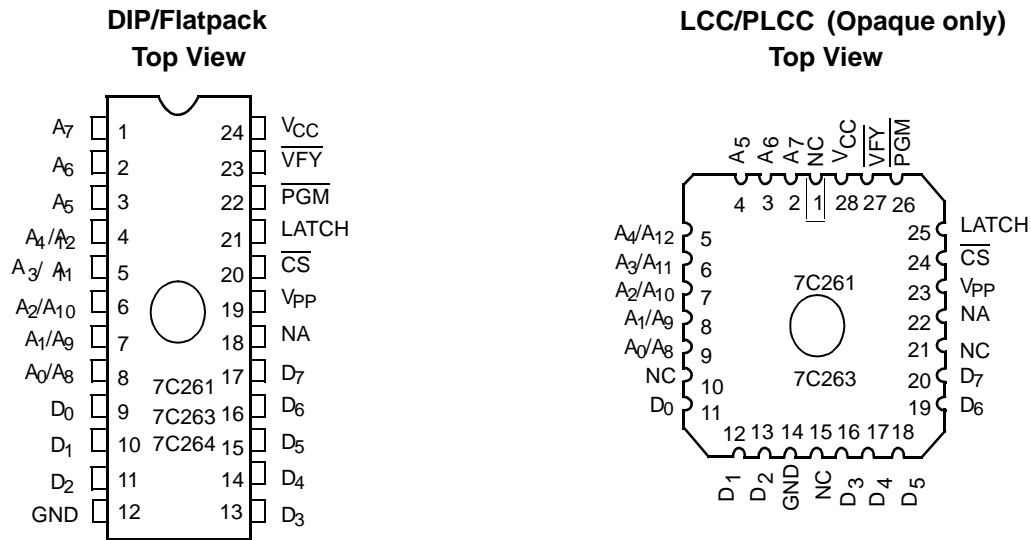 DIP/Flatpack
Top View
A7 1 24 VCC
A6 2 23 VFY
A5 3 22 PGM
A4/A12 4 21 LATCH
A3/A11 5 20 CS
A2/A10 6 19 VPP
A1/A9 7 18 NA
A0/A8 8 17 D7
D0 9 16 D6
D1 10 15 D5
D2 11 14 D4
GND 12 13 D3
7C261
7C263
7C264
LCC/PLCC (Opaque only)
Top View
A5 A6 A7 NC VCC VFY PGM
4 3 2 1 28 27 26
A4/A12 5 25 LATCH
A3/A11 6 24 CS
A2/A10 7 23 VPP
A1/A9 8 22 NA
A0/A8 9 21 NC
NC 10 20 D7
D0 11 19 D6
7C261
7C263
12 13 14 15 16 17 18
D1 D2 GND NC D3 D4 D5